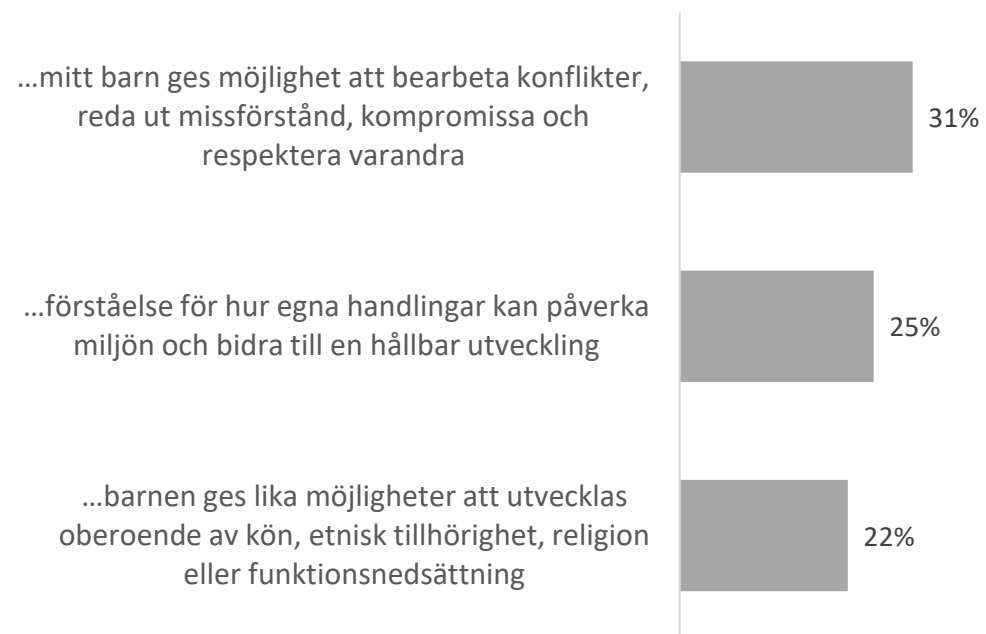 …mitt barn ges möjlighet att bearbeta konflikter,
reda ut missförstånd, kompromissa och
respektera varandra
31%
…förståelse för hur egna handlingar kan påverka
miljön och bidra till en hållbar utveckling
25%
…barnen ges lika möjligheter att utvecklas
oberoende av kön, etnisk tillhörighet, religion
eller funktionsnedsättning
22%